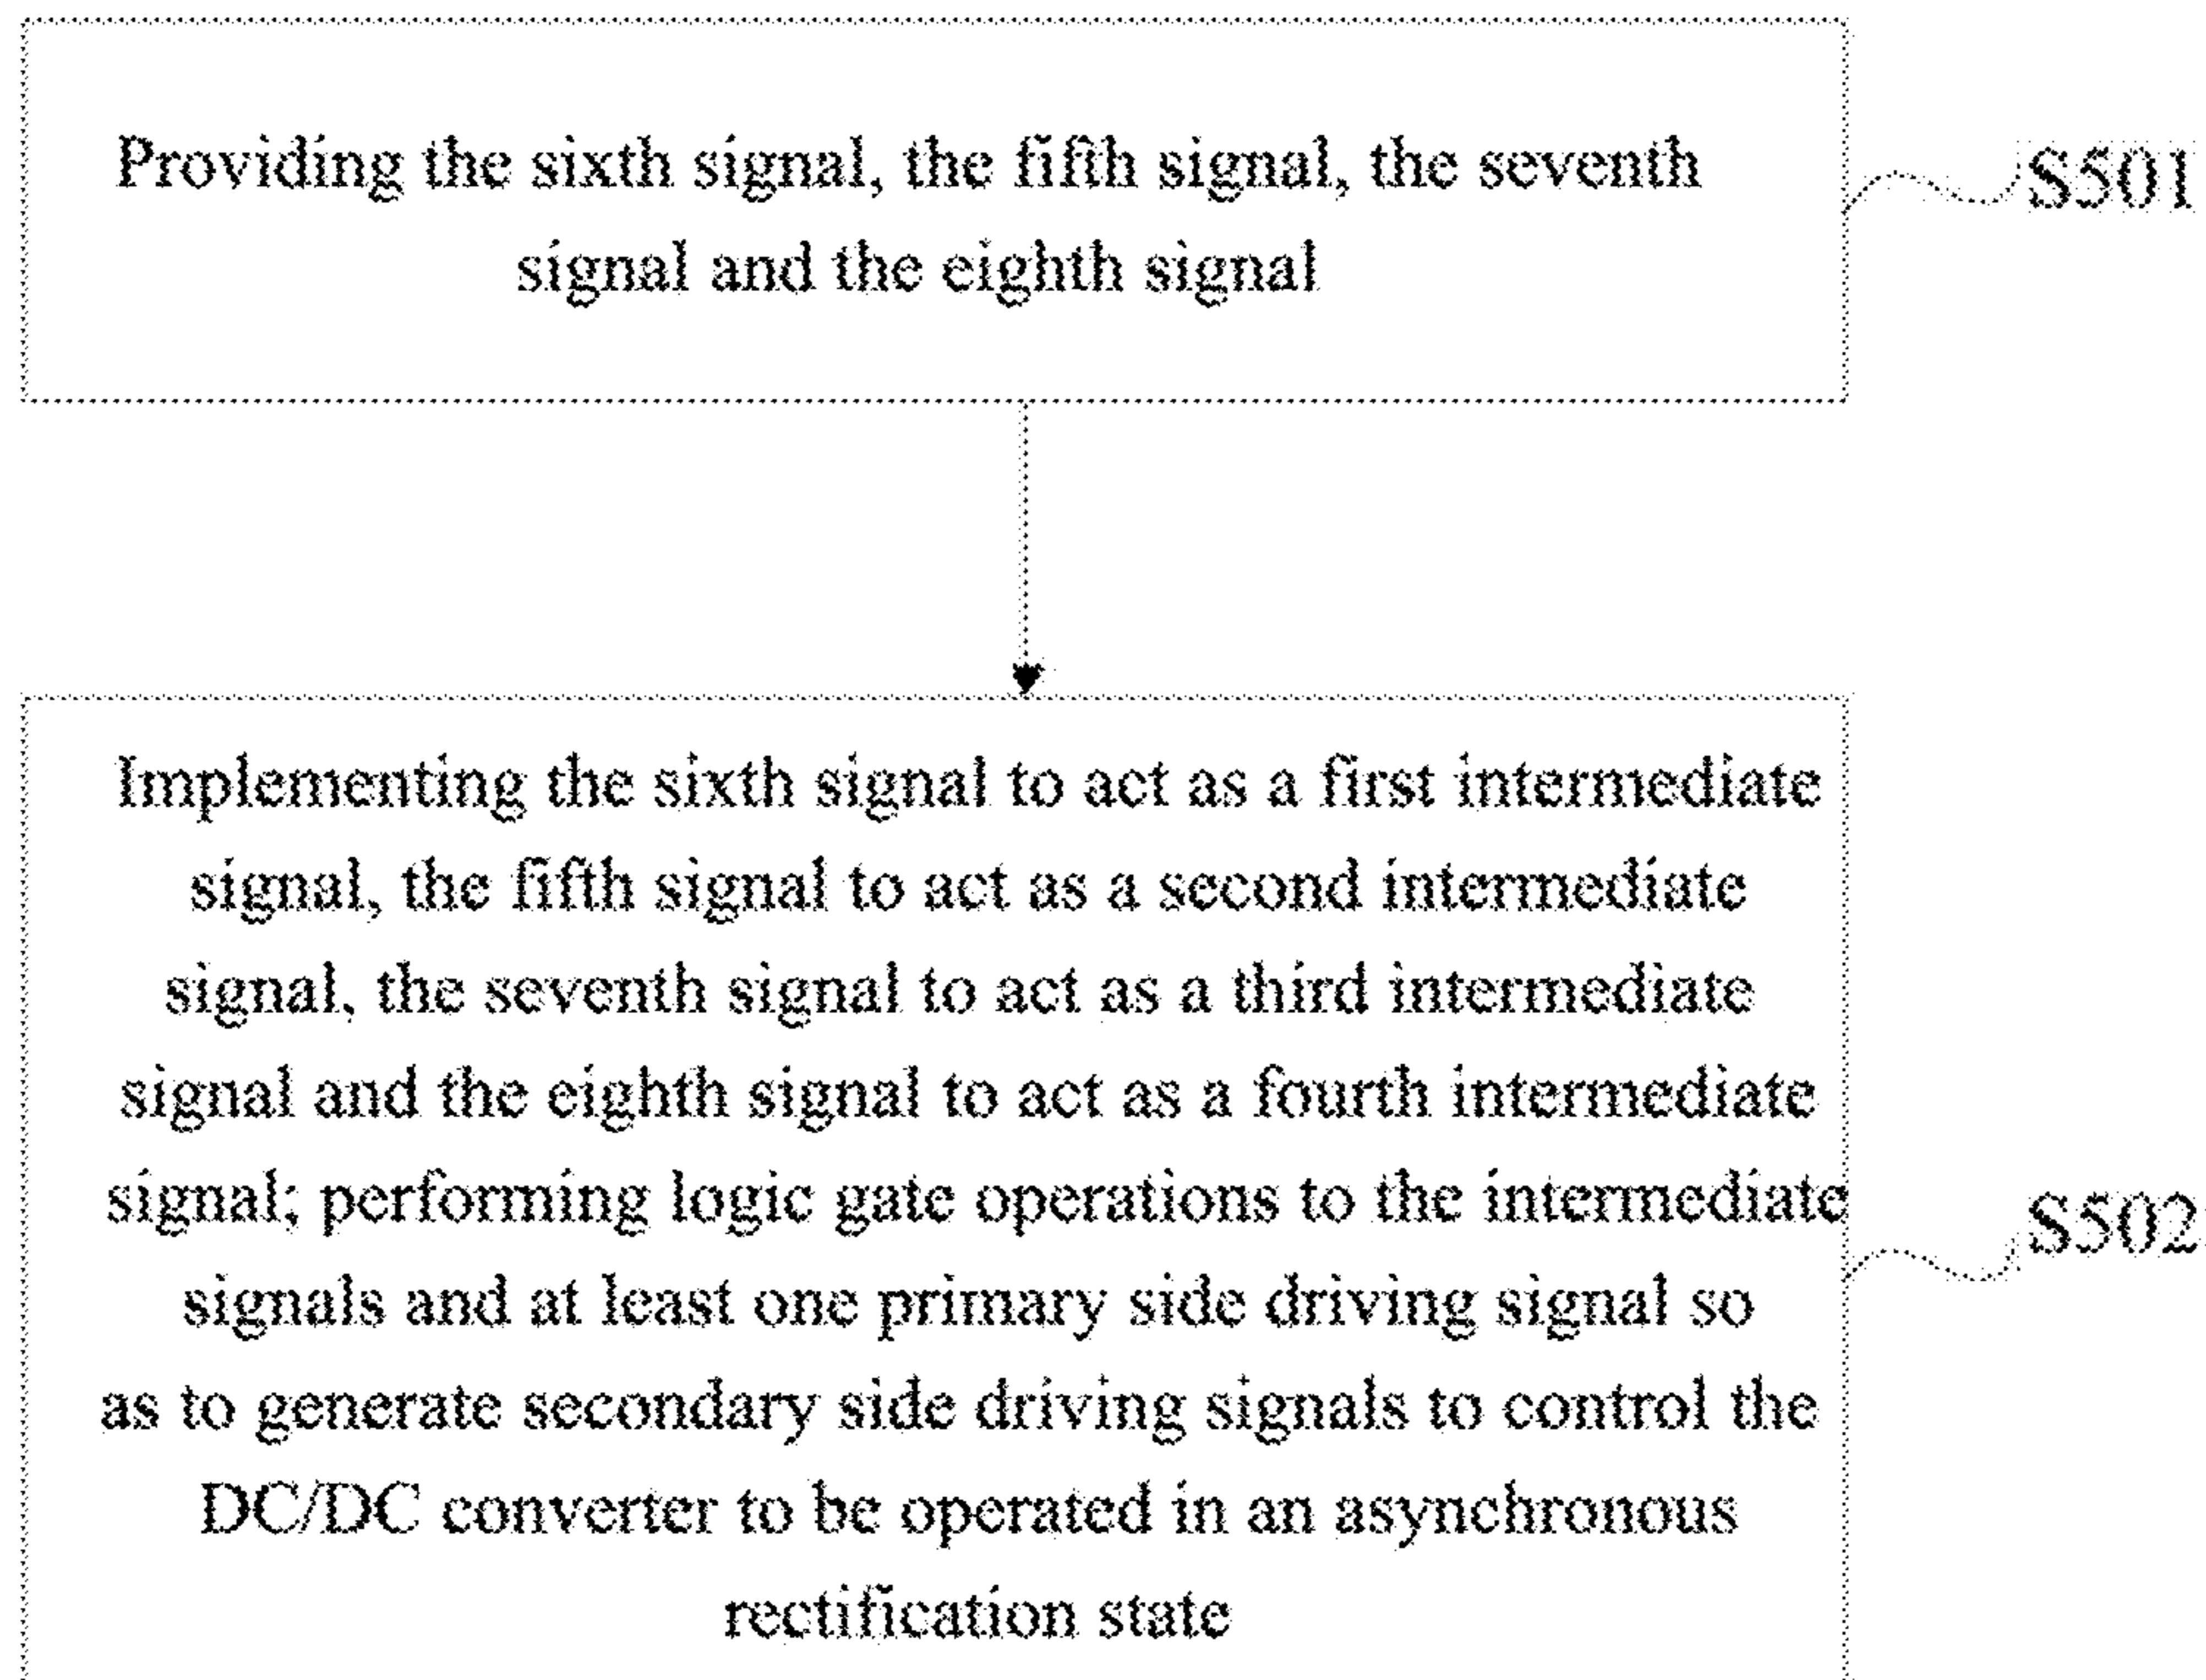 Providing the sixth signal, the fifth signal, the seventh
signal and the eighth signal
S501
Implementing the sixth signal to act as a first intermediate
signal, the fifth signal to act as a second intermediate
signal, the seventh signal to act as a third intermediate
signal and the eighth signal to act as a fourth intermediate
signal; performing logic gate operations to the intermediate
signals and at least one primary side driving signal so
as to generate secondary side driving signals to control the
DC/DC converter to be operated in an asynchronous
rectification state
S502